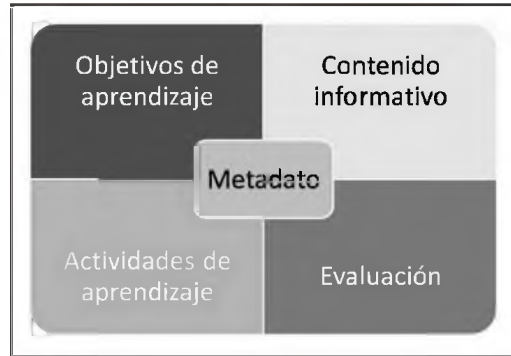 Objetivos de
aprendizaje
Contenido
informativo
Metadato
Actividades de
aprendizaje
Evaluación